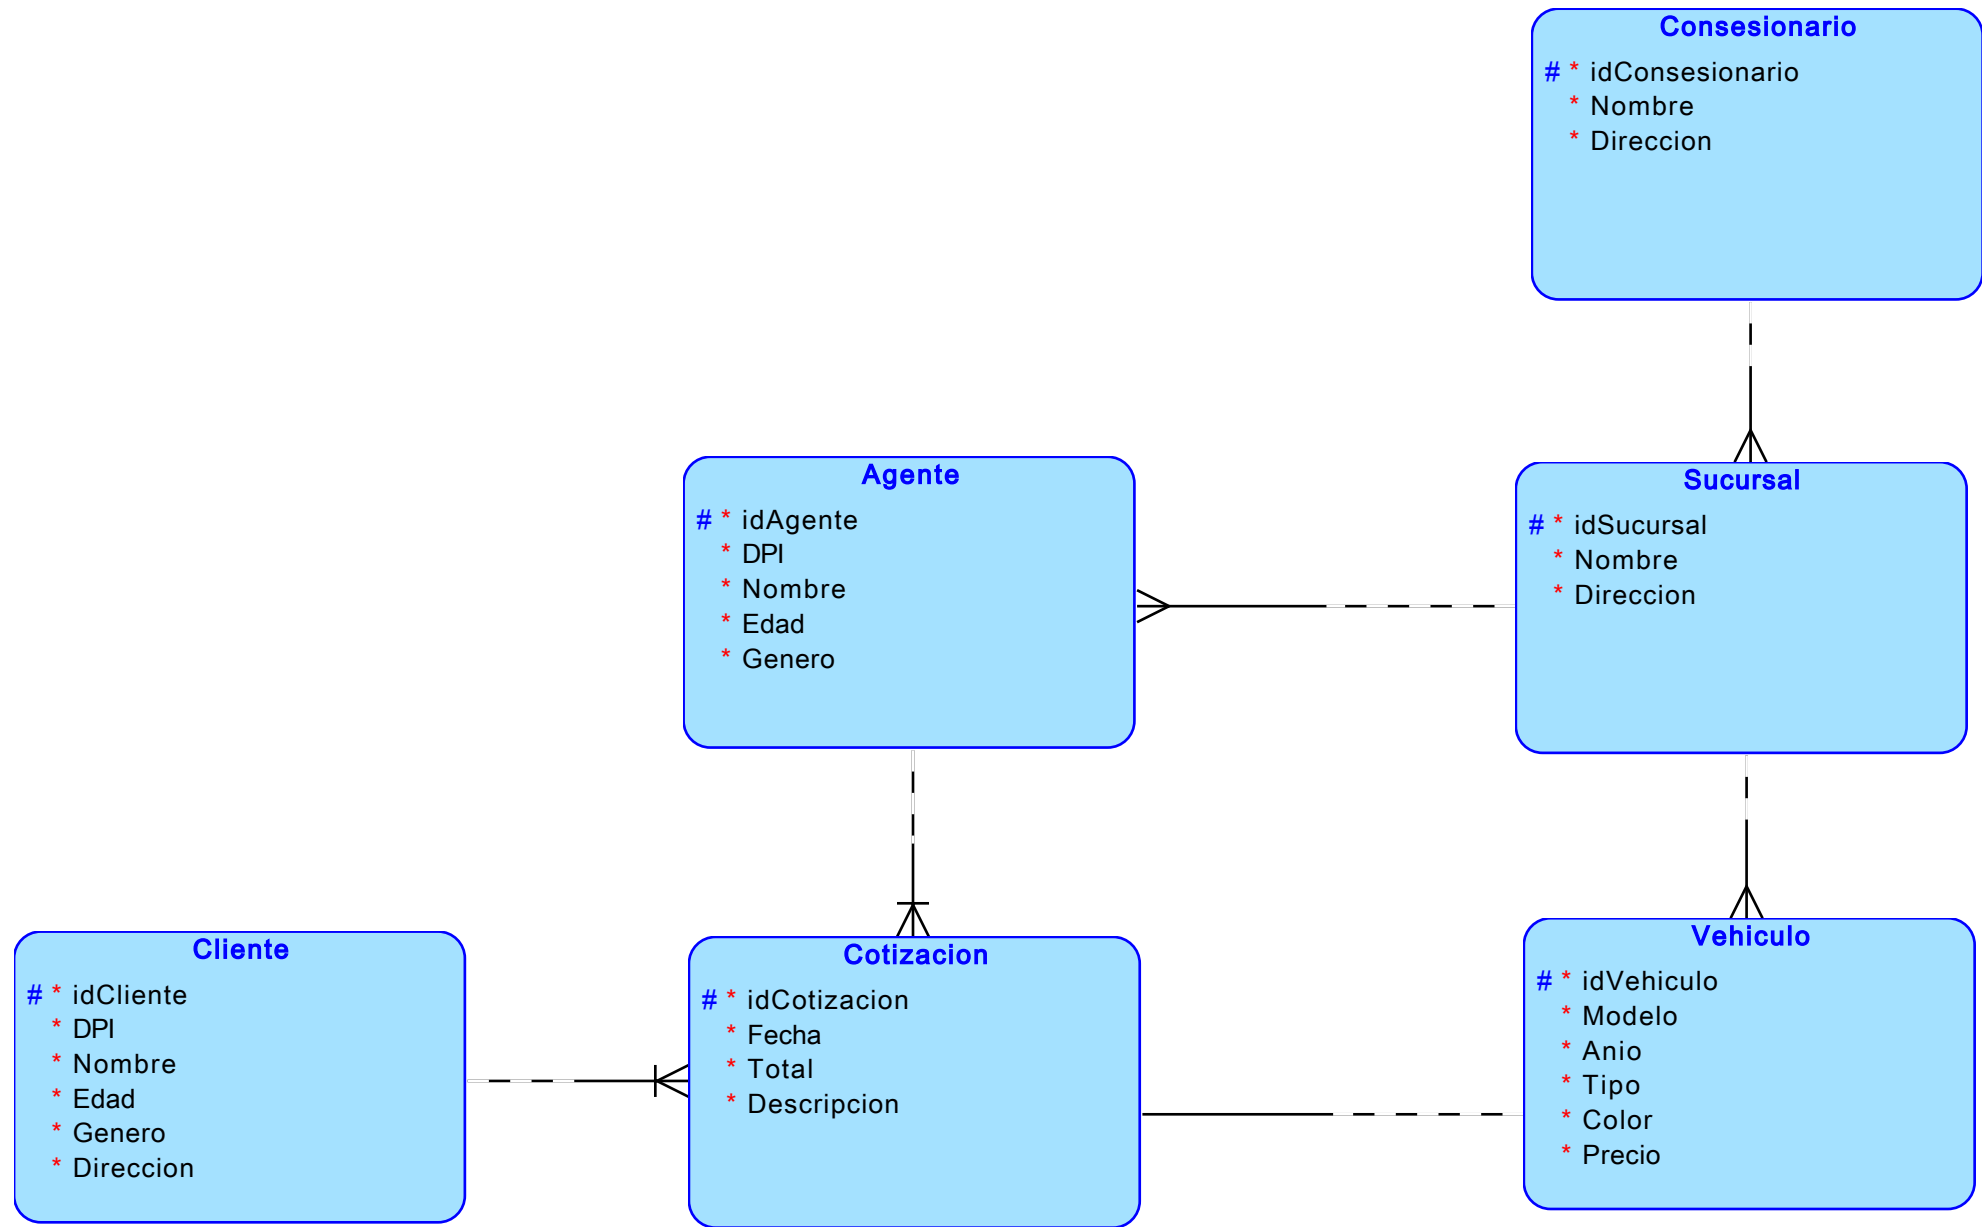 Consesionario
# * idConsesionario
* Nombre
* Direccion
Agente
# * idAgente
* DPI
* Nombre
* Edad
* Genero
Sucursal
# * idSucursal
* Nombre
* Direccion
Cliente
# * idCliente
* DPI
* Nombre
* Edad
* Genero
* Direccion
Cotizacion
# * idCotizacion
* Fecha
* Total
* Descripcion
Vehiculo
# * idVehiculo
* Modelo
* Anio
* Tipo
* Color
* Precio